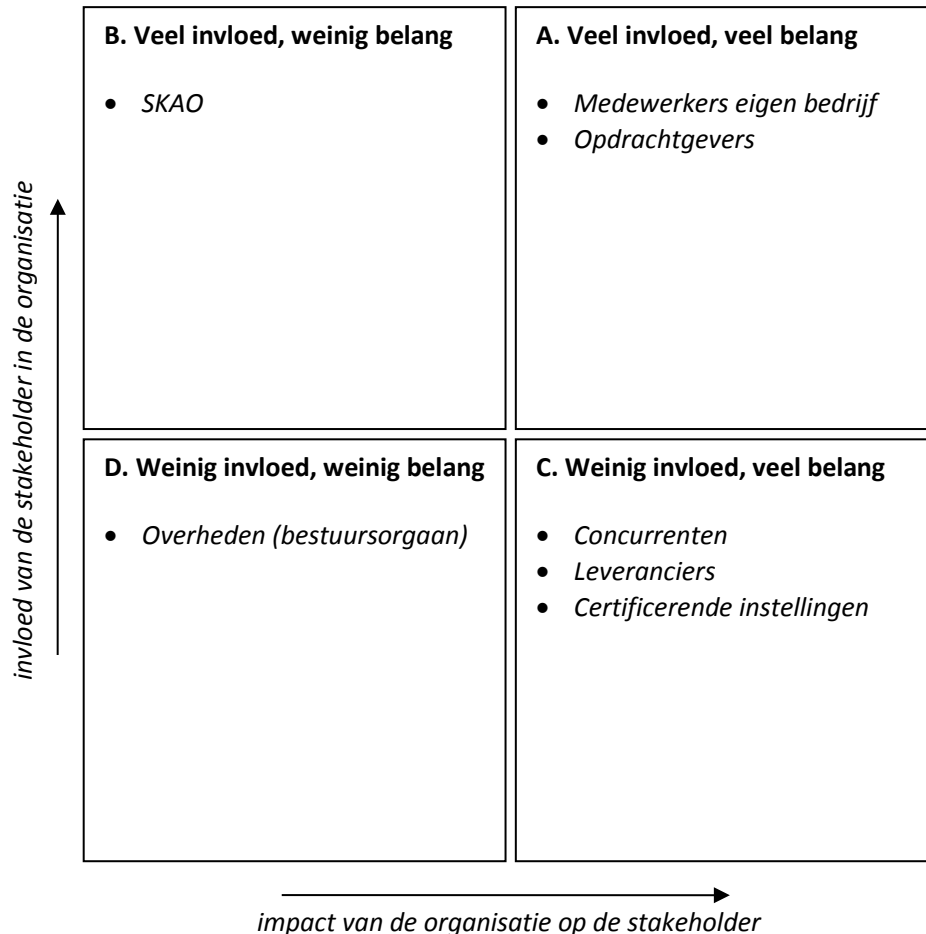 B. Veel invloed, weinig belang
• SKAO
A. Veel invloed, veel belang
• Medewerkers eigen bedrijf
• Opdrachtgevers
invloed van de stakeholder in de organisatie
D. Weinig invloed, weinig belang
• Overheden (bestuursorgaan)
C. Weinig invloed, veel belang
• Concurrenten
• Leveranciers
• Certificerende instellingen
impact van de organisatie op de stakeholder